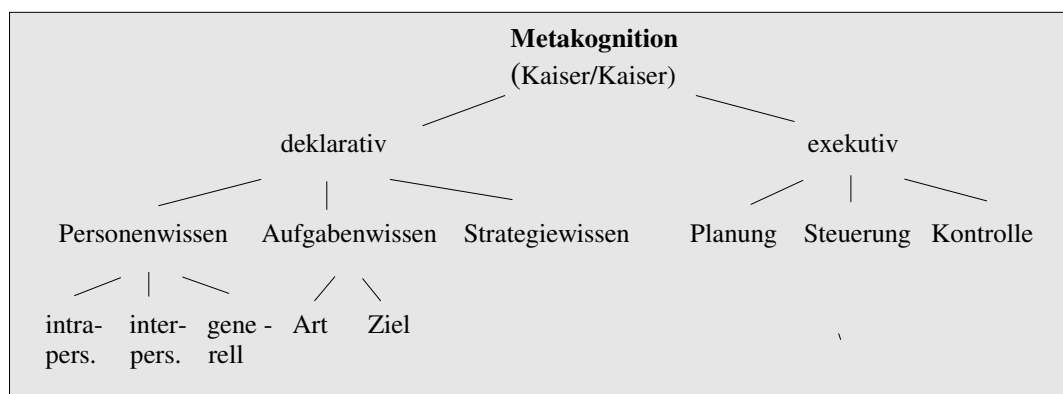 Metakognition
(Kaiser/Kaiser)
deklarativ exekutiv
Personenwissen Aufgabenwissen Strategiewissen Planung Steuerung Kontrolle
intra- inter- gene - Art Ziel
pers. pers. rell